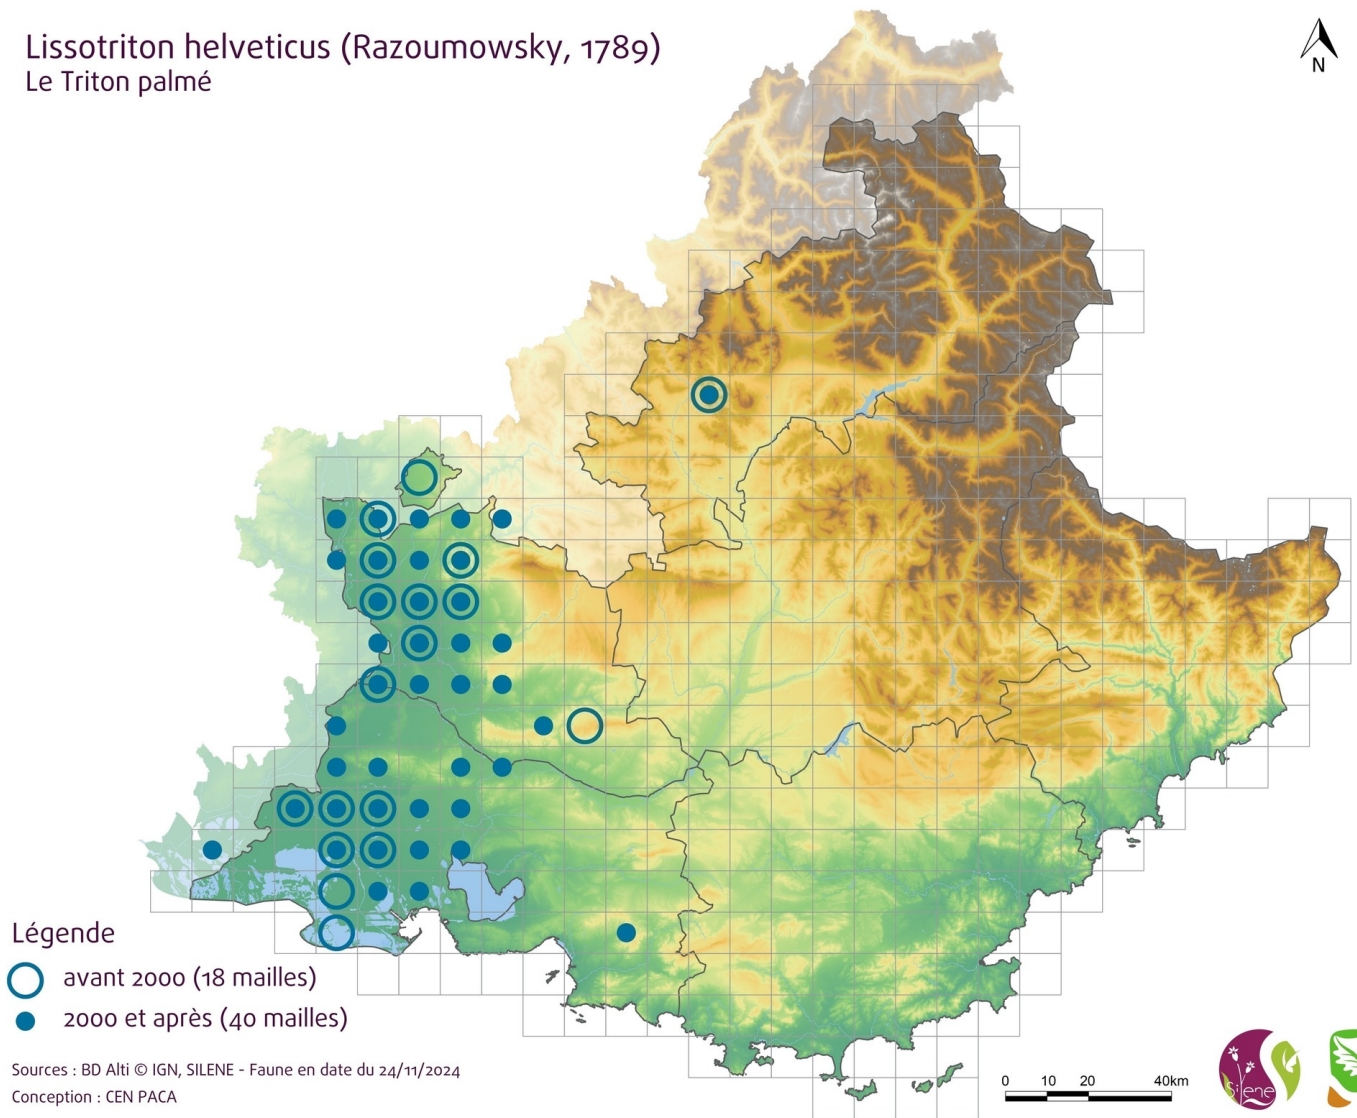 Lissotriton helveticus (Razoumowsky, 1789)
Le Triton palmé
N
Légende
avant 2000 (18 mailles)
2000 et après (40 mailles)
Sources : BD Alti © IGN, SILENE - Faune en date du 24/11/2024
Conception : CEN PACA
0 10 20 40km
Silene